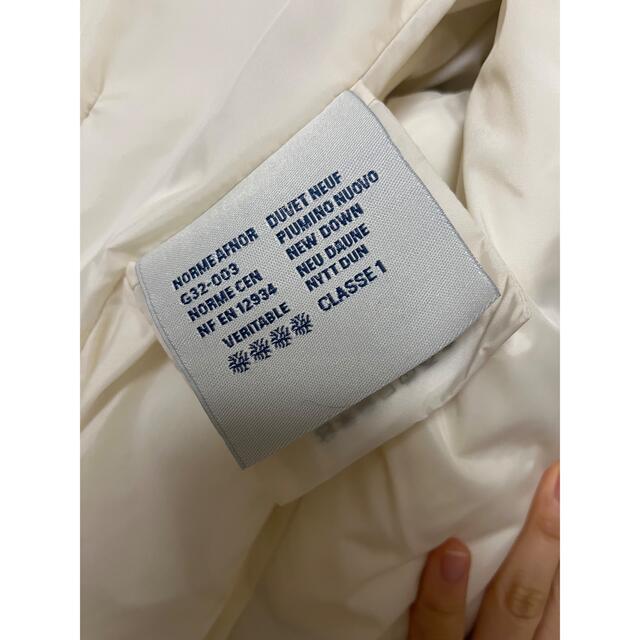 NORME AFNOR
G32-003
NORME CEN
NF EN 12934
VERITABLE
DUVET NEUF
PIUMINO NUOVO
NEW DOWN
NEU DAUNE
NYTT DUN
CLASSE 1